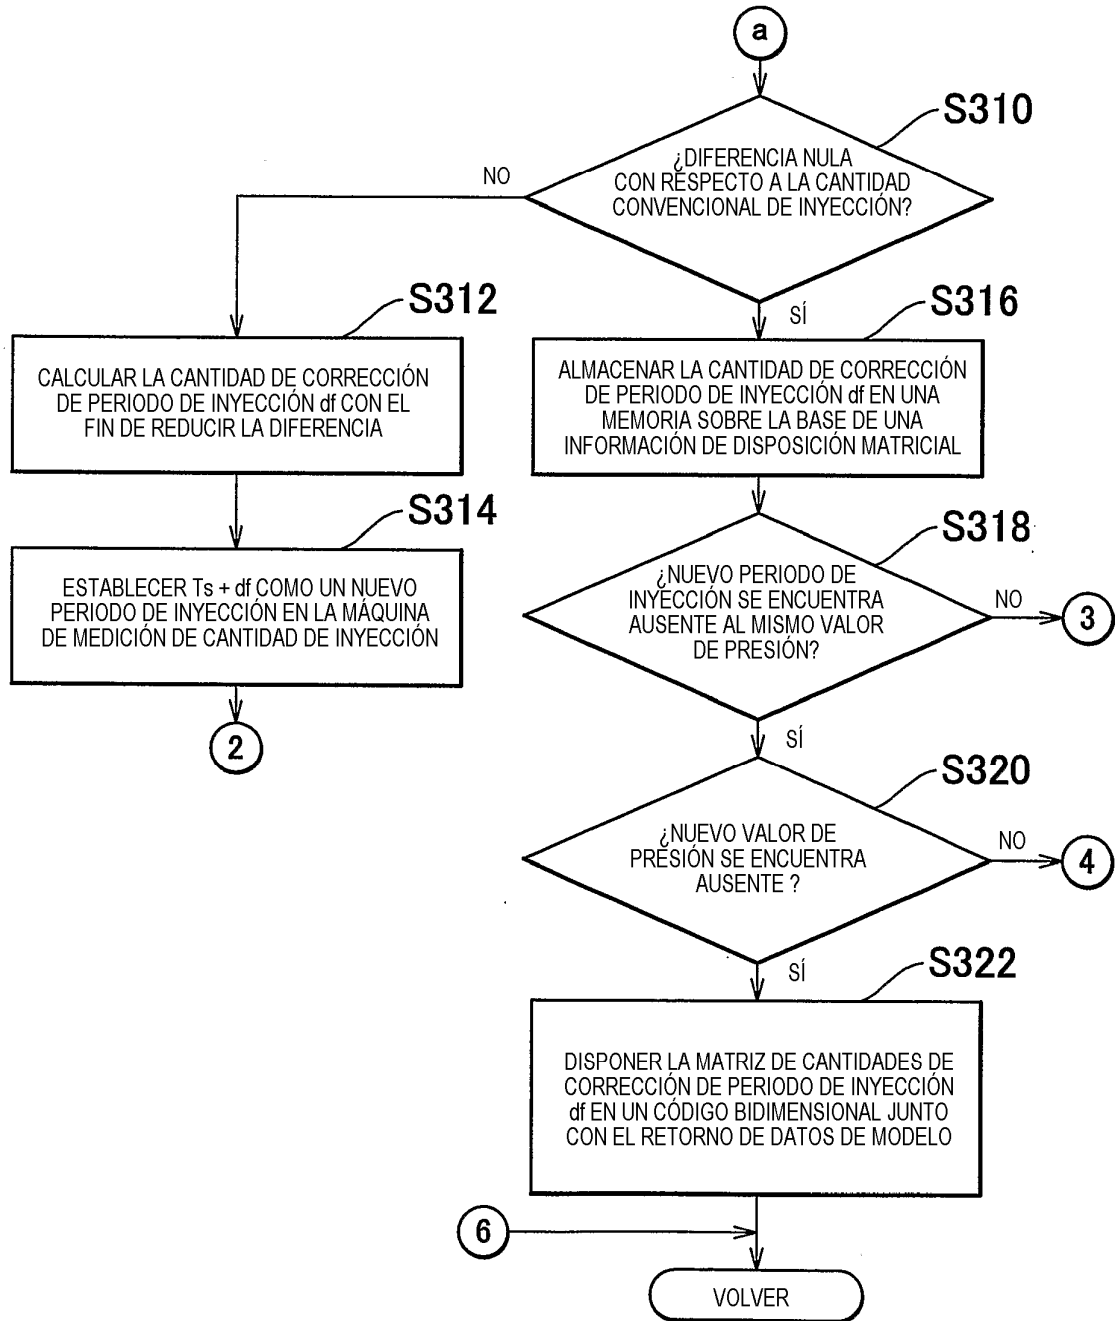 a
S310
¿DIFERENCIA NULA
CON RESPECTO A LA CANTIDAD
CONVENCIONAL DE INYECCIÓN?
NO
SÍ
S312
CALCULAR LA CANTIDAD DE CORRECCIÓN
DE PERIODO DE INYECCIÓN df CON EL
FIN DE REDUCIR LA DIFERENCIA
S314
ESTABLECER Ts + df COMO UN NUEVO
PERIODO DE INYECCIÓN EN LA MÁQUINA
DE MEDICIÓN DE CANTIDAD DE INYECCIÓN
2
S316
ALMACENAR LA CANTIDAD DE CORRECCIÓN
DE PERIODO DE INYECCIÓN df EN UNA
MEMORIA SOBRE LA BASE DE UNA
INFORMACIÓN DE DISPOSICIÓN MATRICIAL
S318
¿NUEVO PERIODO DE
INYECCIÓN SE ENCUENTRA
AUSENTE AL MISMO VALOR
DE PRESIÓN?
NO
3
SÍ
S320
¿NUEVO VALOR DE
PRESIÓN SE ENCUENTRA
AUSENTE ?
NO
4
SÍ
S322
DISPONER LA MATRIZ DE CANTIDADES DE
CORRECCIÓN DE PERIODO DE INYECCIÓN
df EN UN CÓDIGO BIDIMENSIONAL JUNTO
CON EL RETORNO DE DATOS DE MODELO
6
VOLVER